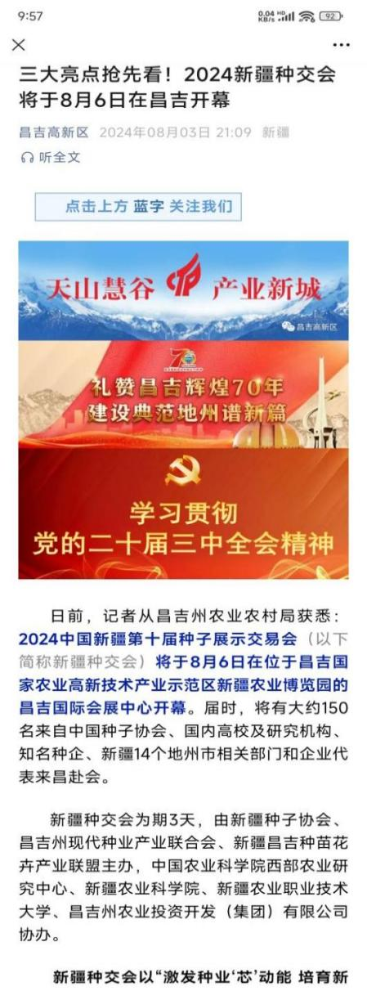 9:57
0.04 KB/s HD 92
三大亮点抢先看！2024新疆种交会
将于8月6日在昌吉开幕
昌吉高新区 2024年08月03日 21:09 新疆
听全文
点击上方 蓝字 关注我们
天山慧谷 产业新城
昌吉高新区
70
礼赞昌吉辉煌70年
建设典范地州谱新篇
学习贯彻
党的二十届三中全会精神
日前，记者从昌吉州农业农村局获悉：
2024中国新疆第十届种子展示交易会（以下
简称新疆种交会）将于8月6日在位于昌吉国
家农业高新技术产业示范区新疆农业博览园的
昌吉国际会展中心开幕。届时，将有大约150
名来自中国种子协会、国内高校及研究机构、
知名种企、新疆14个地州市相关部门和企业代
表来昌赴会。
新疆种交会为期3天，由新疆种子协会、
昌吉州现代种业产业联合会、新疆昌吉种苗花
卉产业联盟主办，中国农业科学院西部农业研
究中心、新疆农业科学院、新疆农业职业技术
大学、昌吉州农业投资开发（集团）有限公司
协办。
新疆种交会以“激发种业‘芯’动能 培育新